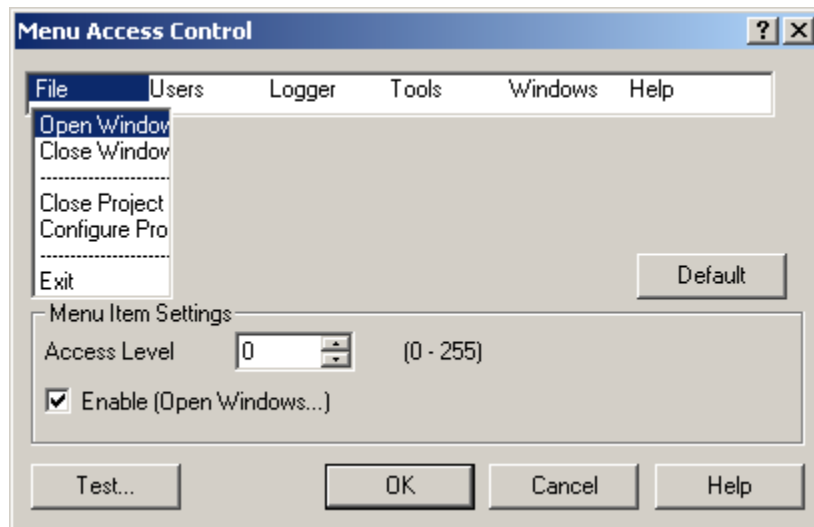 Menu Access Control
File Users Logger Tools Windows Help
Open Window
Close Window
--------------------
Close Project
Configure Pro
--------------------
Exit
Default
Menu Item Settings
Access Level 0 (0 - 255)
Enable (Open Windows...)
Test... OK Cancel Help